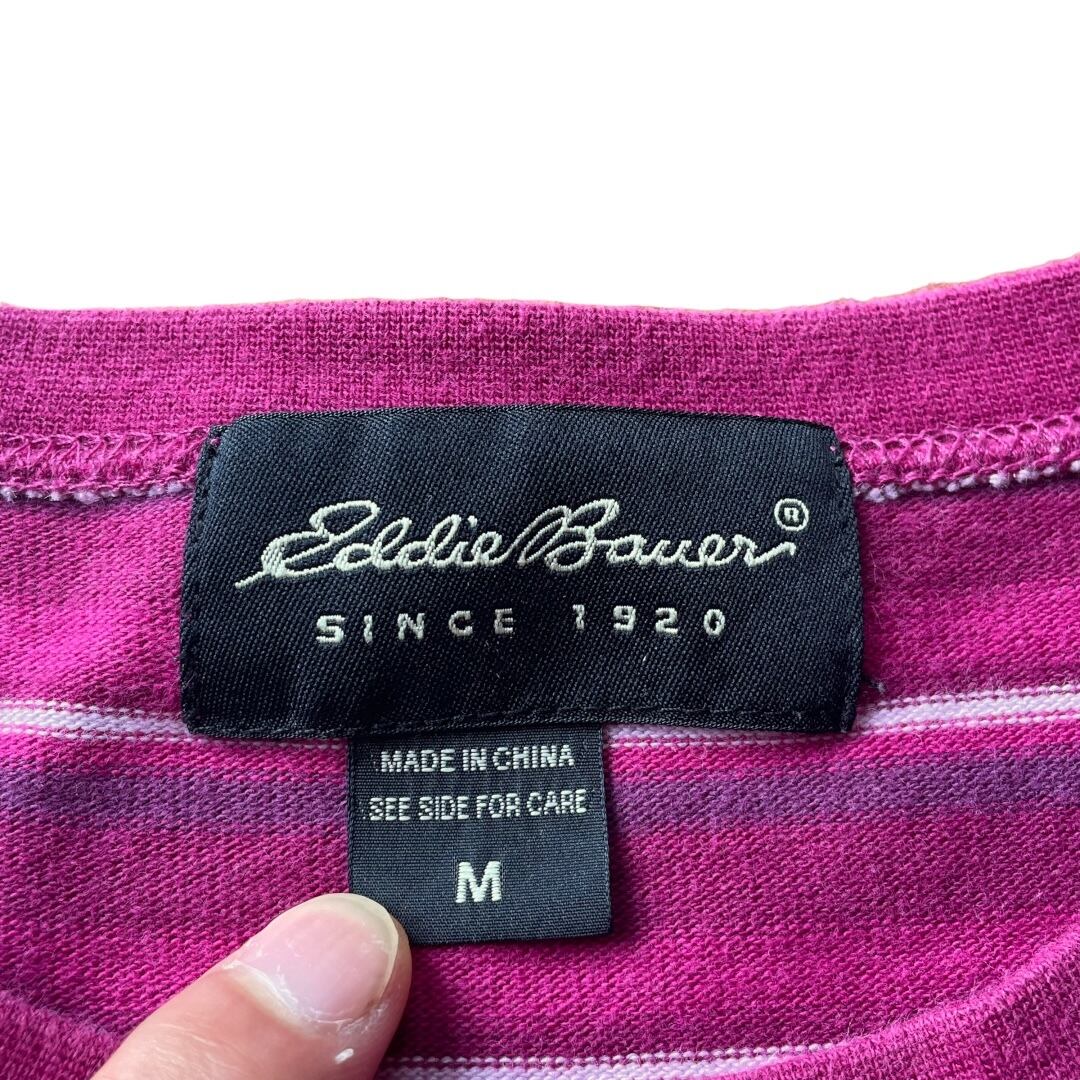 Eddie Bauer®
SINCE 1920
MADE IN CHINA
SEE SIDE FOR CARE
M